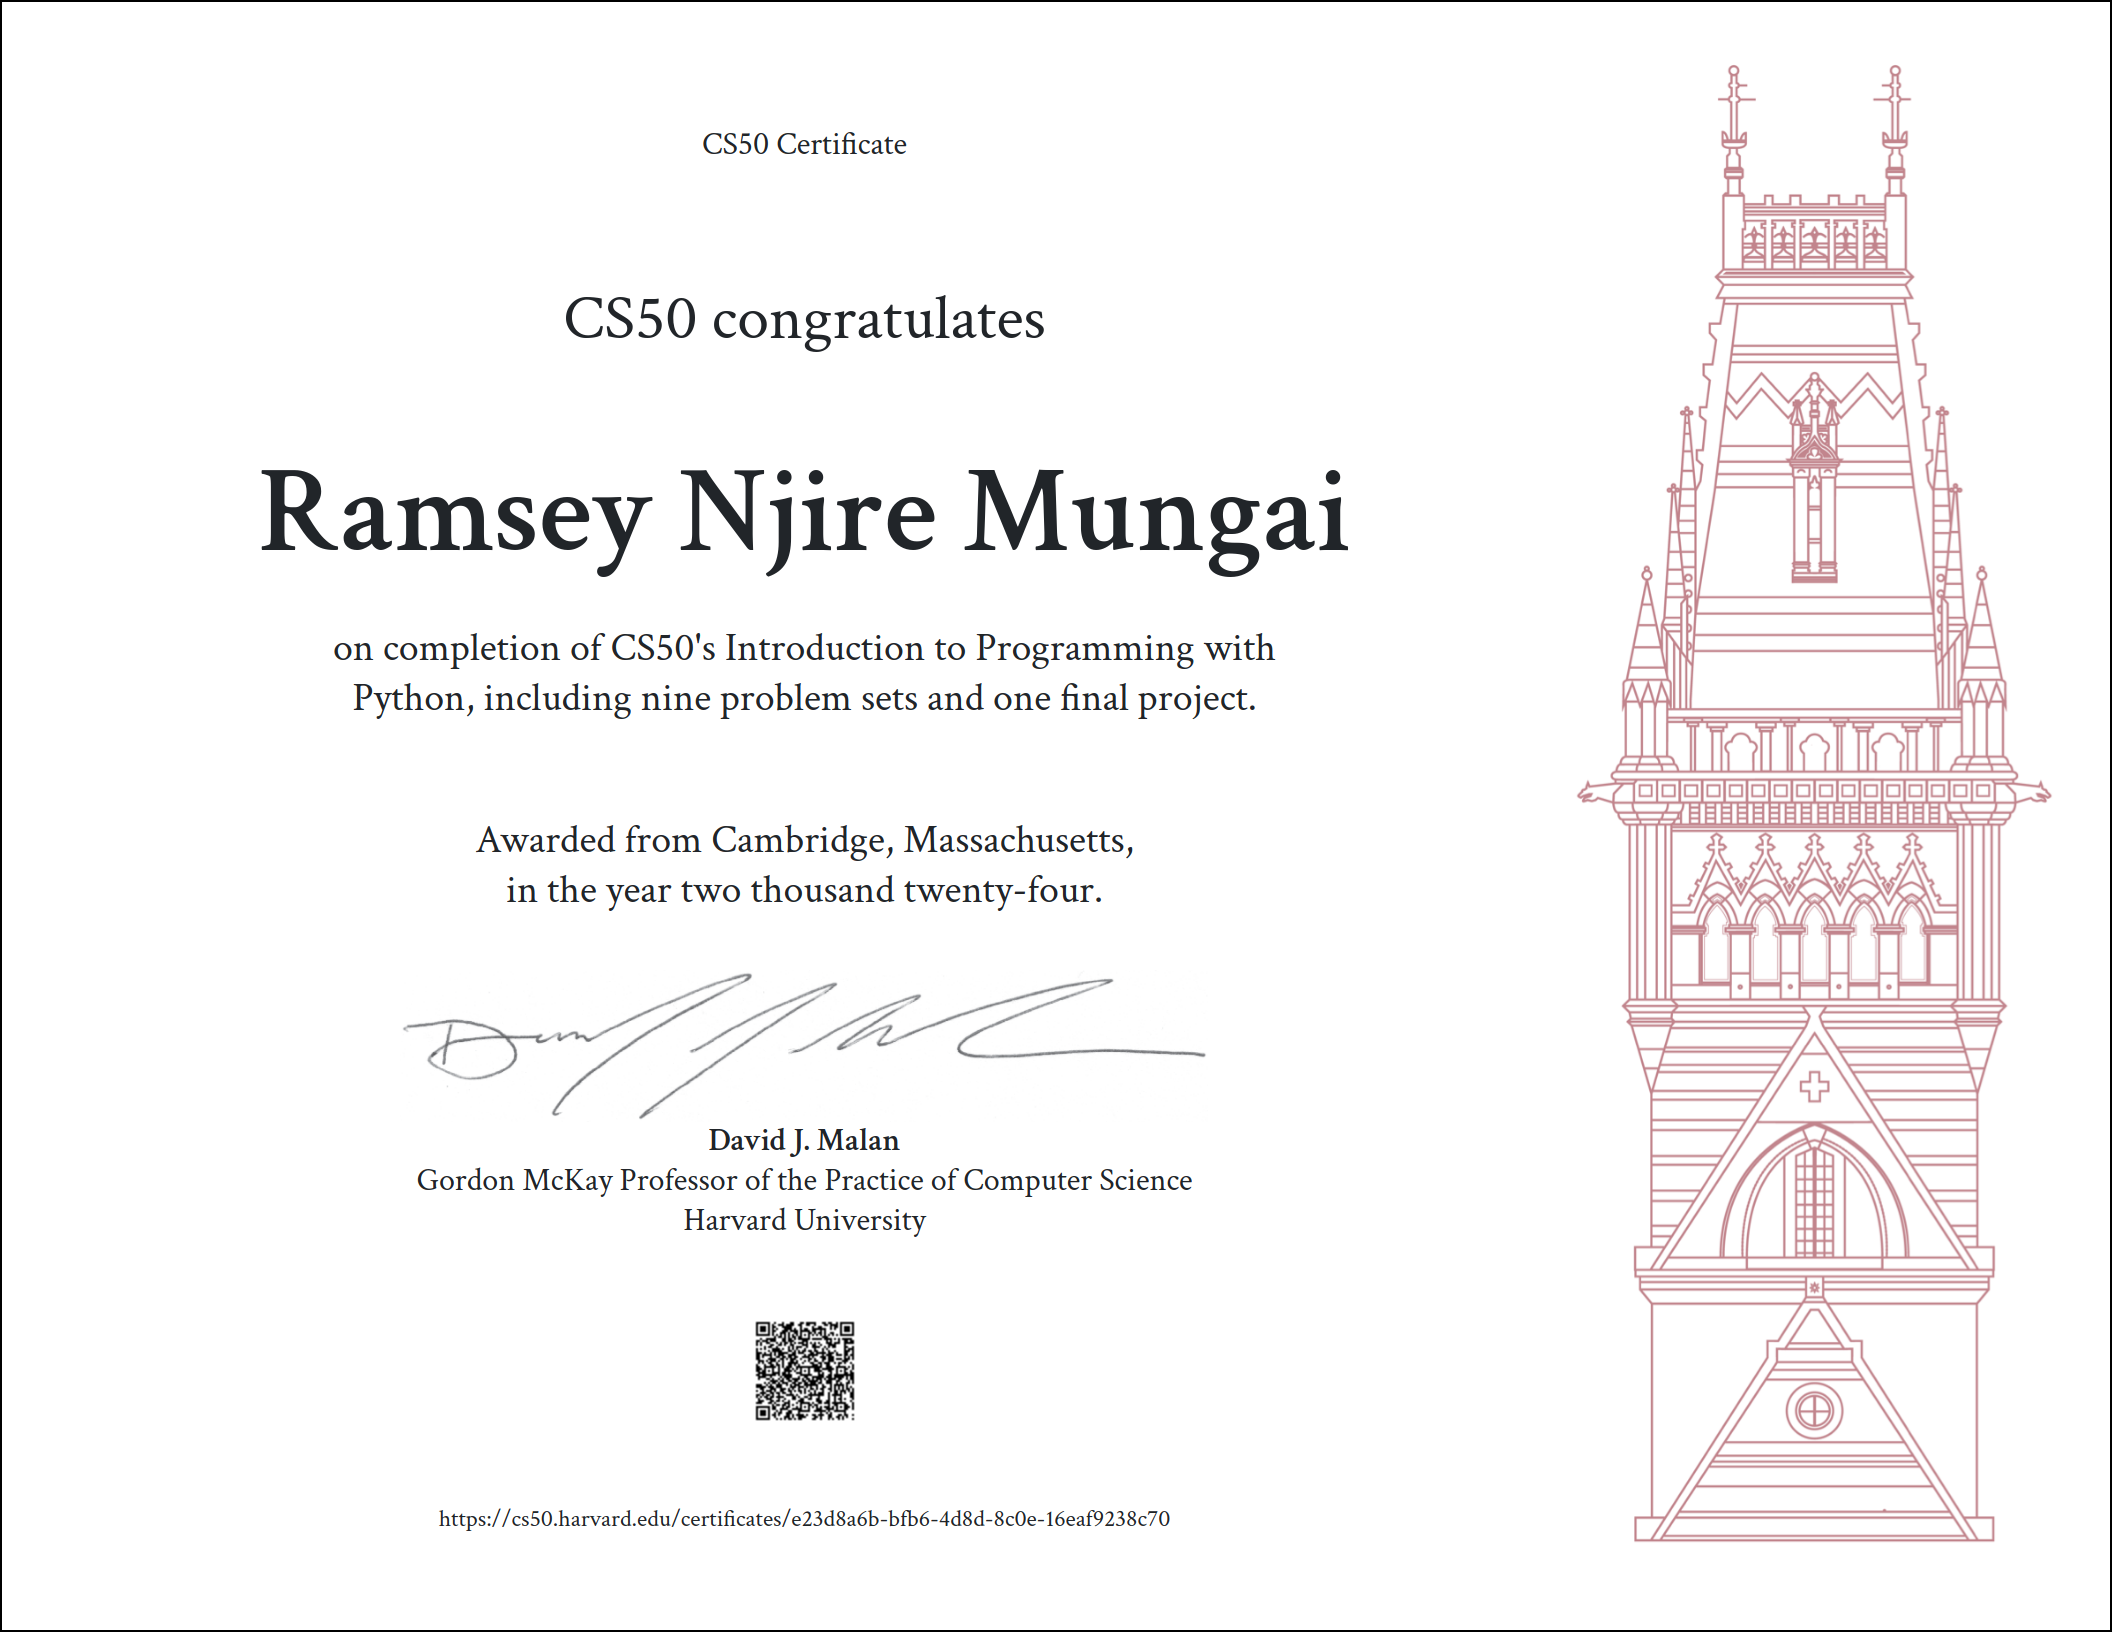 CS50 Certificate
CS50 congratulates
Ramsey Njire Mungai
on completion of CS50's Introduction to Programming with
Python, including nine problem sets and one final project.
Awarded from Cambridge, Massachusetts,
in the year two thousand twenty-four.
David J. Malan
Gordon McKay Professor of the Practice of Computer Science
Harvard University
https://cs50.harvard.edu/certificates/e23d8a6b-bfb6-4d8d-8c0e-16eaf9238c70